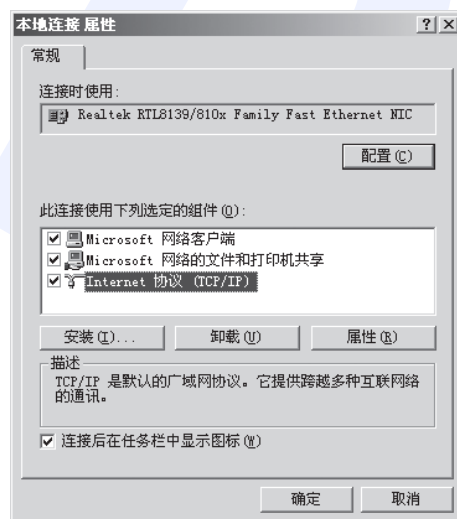 本地连接 属性
常规
连接时使用:
Realtek RTL8139/810x Family Fast Ethernet NIC
配置(C)
此连接使用下列选定的组件(O):
Microsoft 网络客户端
Microsoft 网络的文件和打印机共享
Internet 协议 (TCP/IP)
安装(I)... 卸载(U) 属性(R)
描述
TCP/IP 是默认的广域网协议。它提供跨越多种互联网络
的通讯。
连接后在任务栏中显示图标(W)
确定 取消